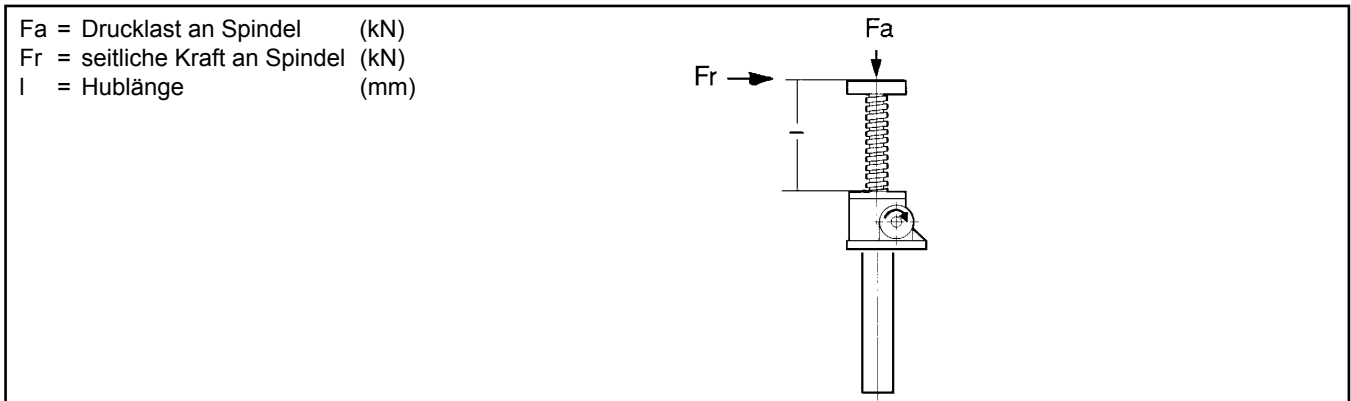 Fa = Drucklast an Spindel (kN)
Fr = seitliche Kraft an Spindel (kN)
l = Hublänge (mm)
Fa
Fr
l